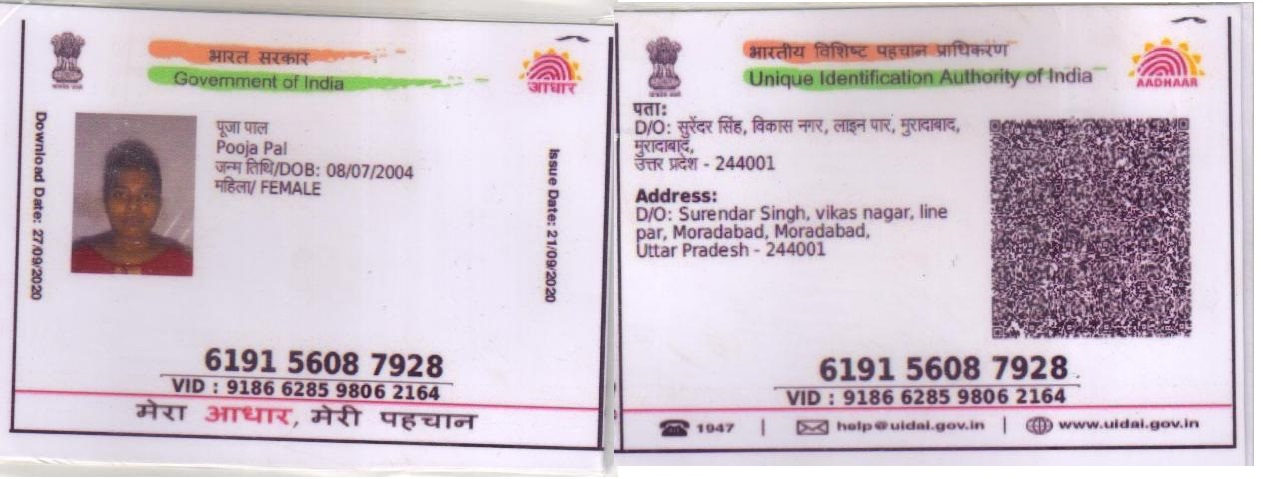 भारत सरकार
Government of India
आधार
Download Date: 27/09/2020
पूजा पाल
Pooja Pal
जन्म तिथि/DOB: 08/07/2004
महिला/ FEMALE
Issue Date: 21/09/2020
6191 5608 7928
VID : 9186 6285 9806 2164
मेरा आधार, मेरी पहचान
भारतीय विशिष्ट पहचान प्राधिकरण
Unique Identification Authority of India
AADHAAR
पता:
D/O: सुरेंदर सिंह, विकास नगर, लाइन पार, मुरादाबाद,
मुरादाबाद,
उत्तर प्रदेश - 244001
Address:
D/O: Surendar Singh, vikas nagar, line
par, Moradabad, Moradabad,
Uttar Pradesh - 244001
6191 5608 7928
VID : 9186 6285 9806 2164
1947 | help@uidai.gov.in | www.uidai.gov.in